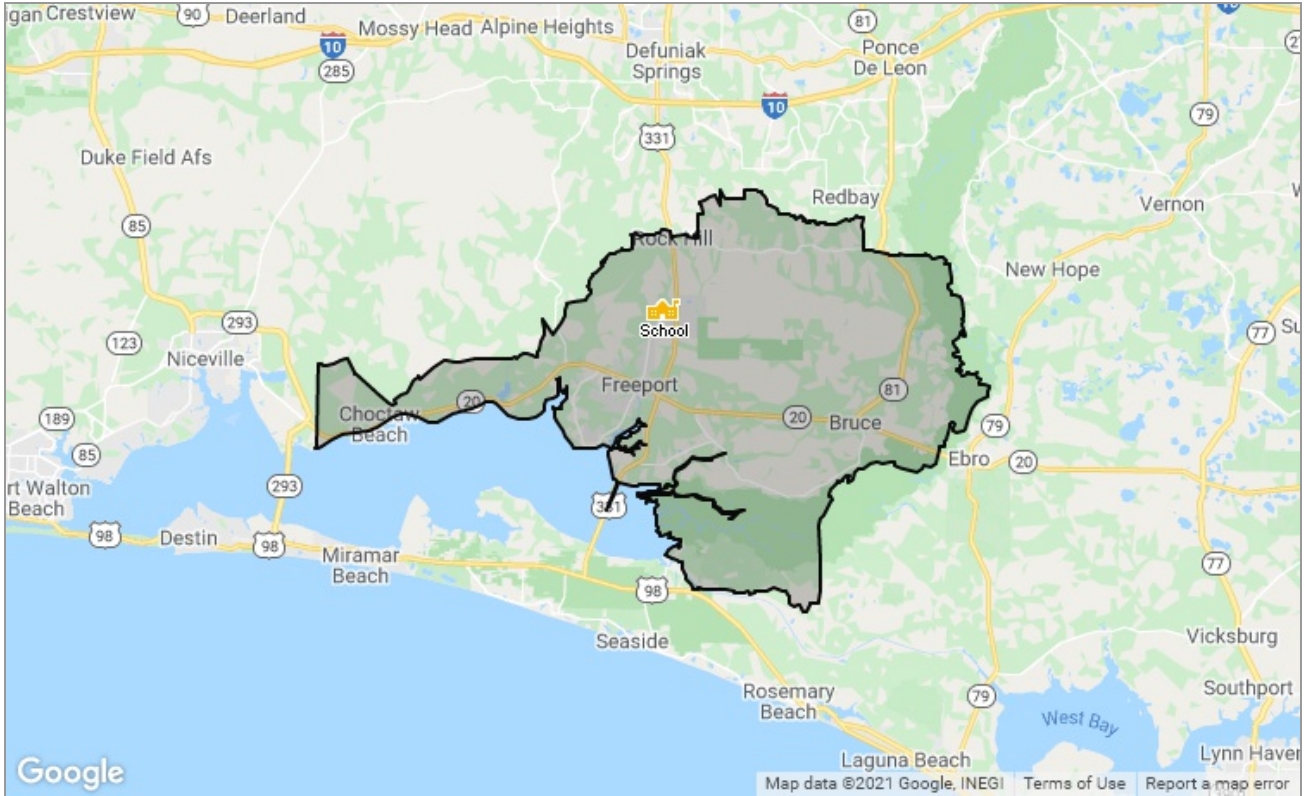 gan Crestview
90
Deerland
Mossy Head
Alpine Heights
81
10
10
285
Defuniak
Springs
Ponce
De Leon
27
10
79
331
Duke Field Afs
Redbay
Vernon
85
Rock Hill
New Hope
293
School
77
Su
123
Niceville
Freeport
81
189
Choctaw
Beach
20
20
Bruce
79
85
Ebro
20
rt Walton
Beach
293
331
98
Destin
98
Miramar
Beach
77
98
Seaside
Vicksburg
Rosemary
Beach
79
Southport
West Bay
Laguna Beach
Lynn Haven
Google
Map data ©2021 Google, INEGI
Terms of Use
Report a map error